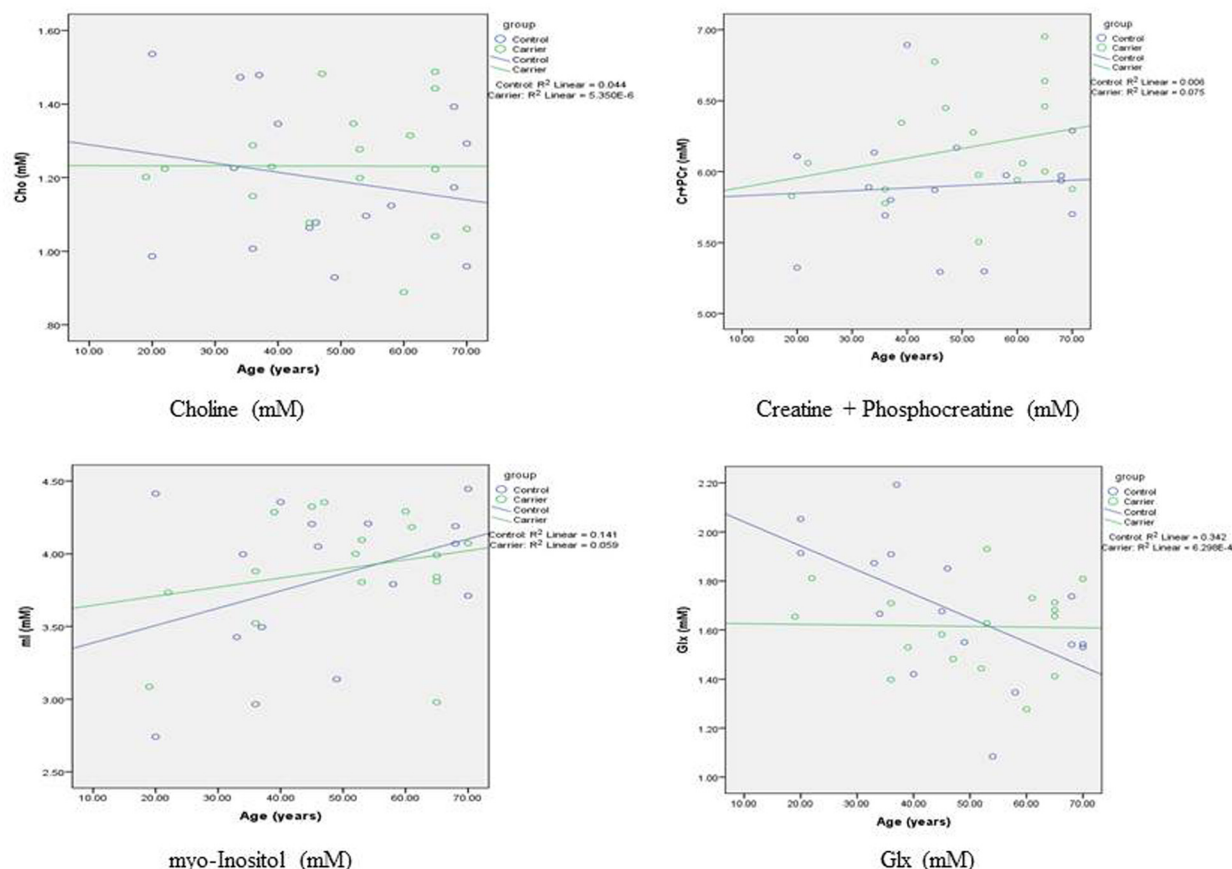 group
Control
Carrier
Control
Carrier
Control: R2 Linear = 0.044
Carrier: R2 Linear = 5.350E-6
Cho (mM)
1.60
1.40
1.20
1.00
.80
10.00 20.00 30.00 40.00 50.00 60.00 70.00
Age (years)
Choline (mM)
group
Control
Carrier
Control
Carrier
Control: R2 Linear = 0.006
Carrier: R2 Linear = 0.075
Cr+PCr (mM)
7.00
6.50
6.00
5.50
5.00
10.00 20.00 30.00 40.00 50.00 60.00 70.00
Age (years)
Creatine + Phosphocreatine (mM)
group
Control
Carrier
Control
Carrier
Control: R2 Linear = 0.141
Carrier: R2 Linear = 0.059
mI (mM)
4.50
4.00
3.50
3.00
2.50
10.00 20.00 30.00 40.00 50.00 60.00 70.00
Age (years)
myo-Inositol (mM)
group
Control
Carrier
Control
Carrier
Control: R2 Linear = 0.342
Carrier: R2 Linear = 6.298E-4
Glx (mM)
2.20
2.00
1.80
1.60
1.40
1.20
1.00
10.00 20.00 30.00 40.00 50.00 60.00 70.00
Age (years)
Glx (mM)